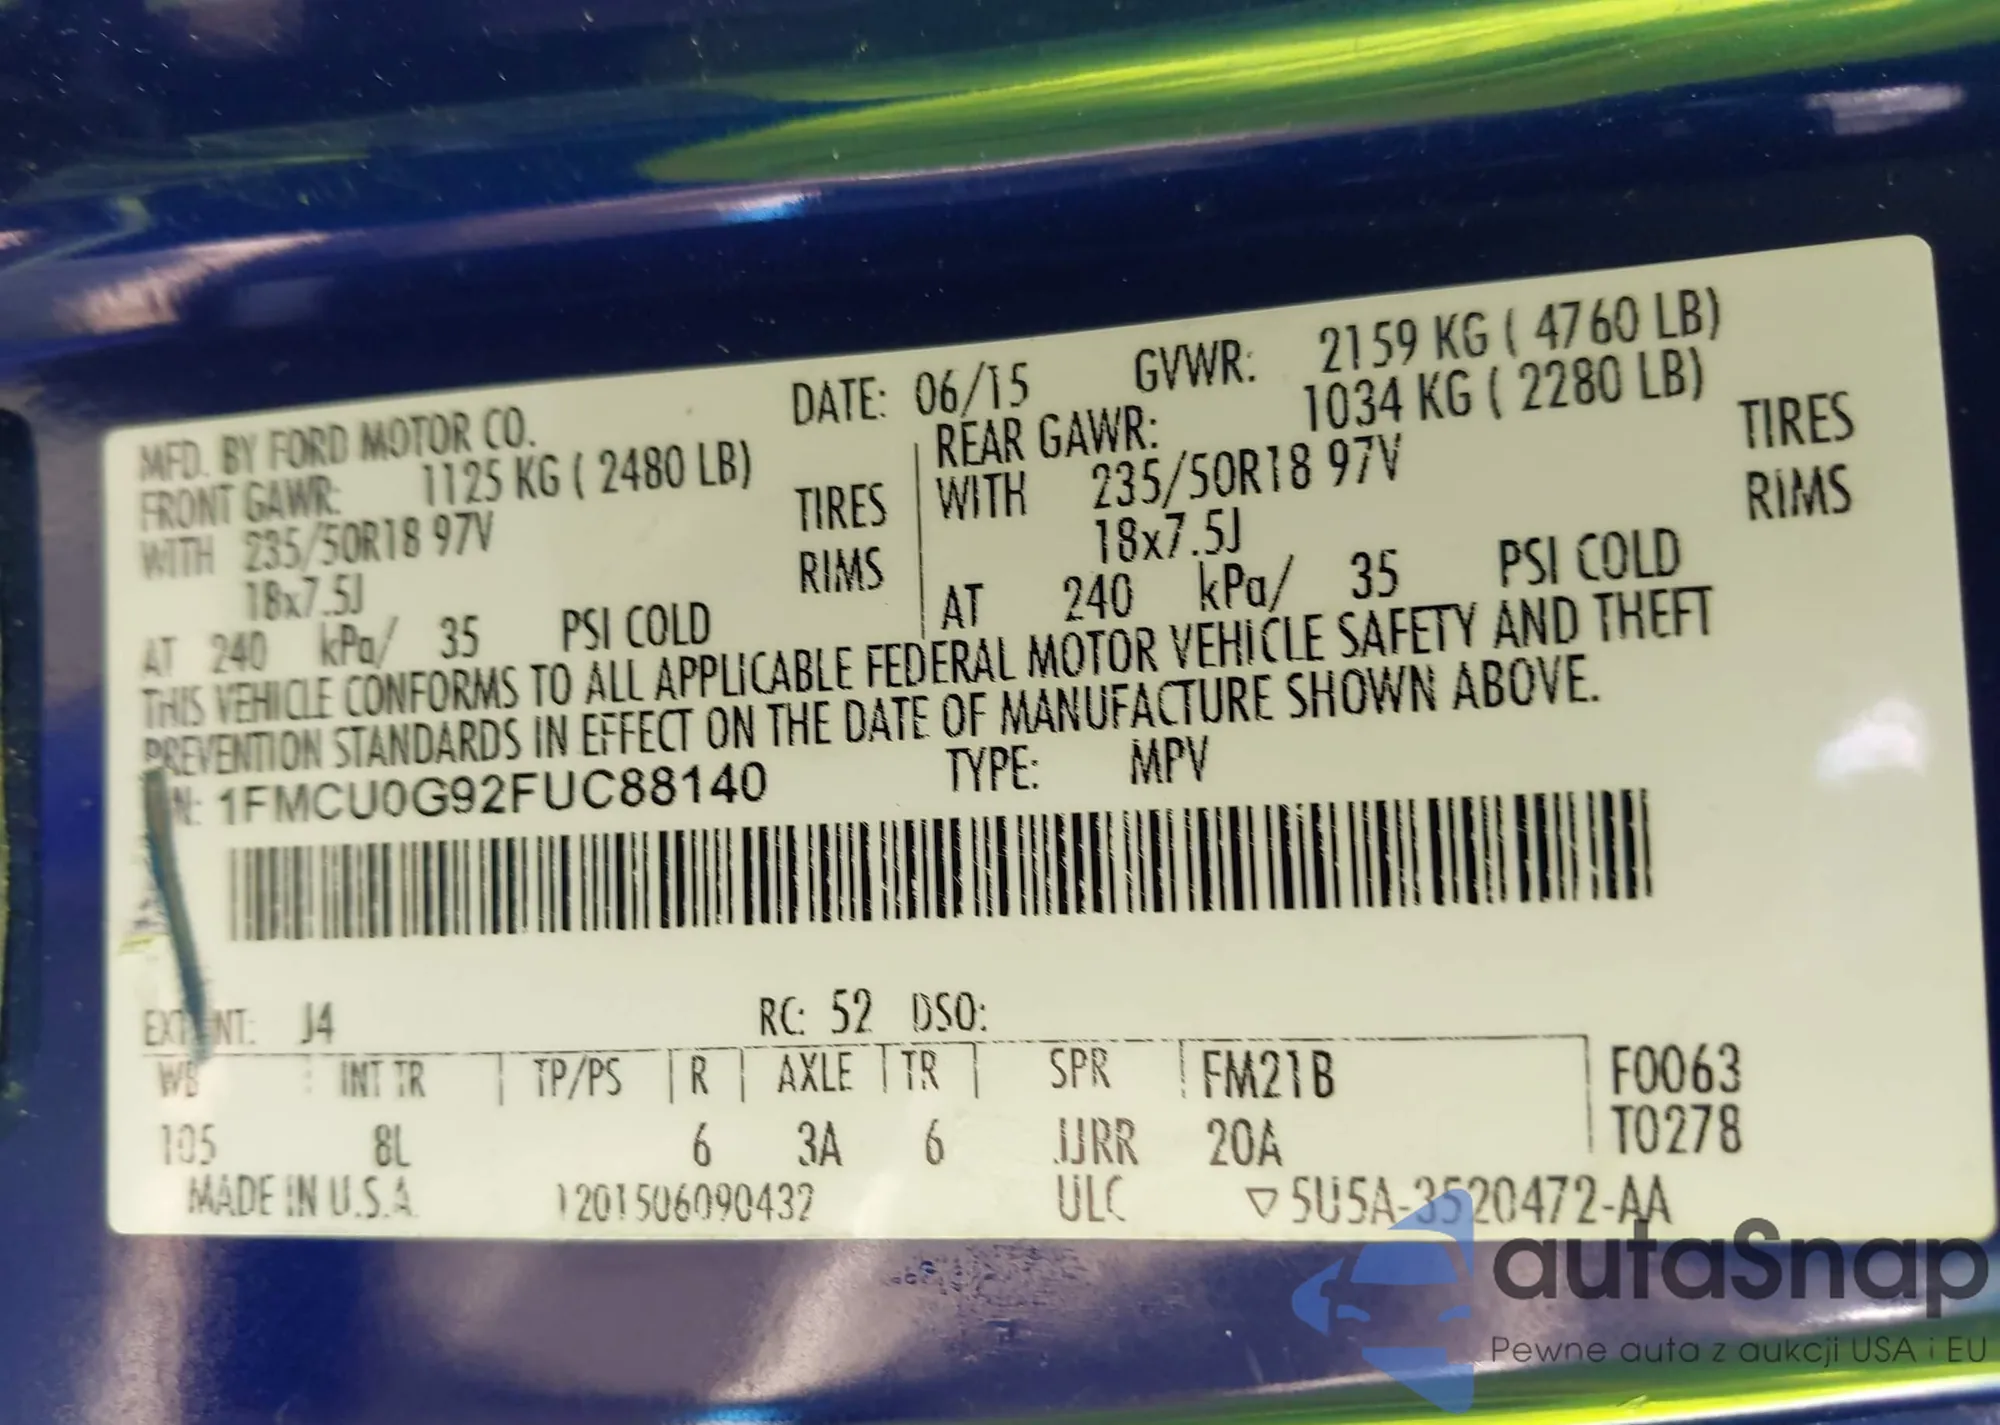 MFD. BY FORD MOTOR CO. DATE: 06/15 GVWR: 2159 KG ( 4760 LB)
FRONT GAWR: 1125 KG ( 2480 LB) REAR GAWR: 1034 KG ( 2280 LB)
WITH 235/50R18 97V TIRES WITH 235/50R18 97V TIRES
18x7.5J RIMS 18x7.5J RIMS
AT 240 kPa/ 35 PSI COLD AT 240 kPa/ 35 PSI COLD
THIS VEHICLE CONFORMS TO ALL APPLICABLE FEDERAL MOTOR VEHICLE SAFETY AND THEFT
PREVENTION STANDARDS IN EFFECT ON THE DATE OF MANUFACTURE SHOWN ABOVE.
1FMCU0G92FUC88140 TYPE: MPV
J4 RC: 52 DSO:
WB INT TR TP/PS R AXLE TR SPR FM21B F0063
105 8L 6 3A 6 JJRR 20A T0278
MADE IN U.S.A. 1201506090432 ULC ▽5U5A-3520472-AA
autaSnap
Pewne auta z aukcji USA i EU